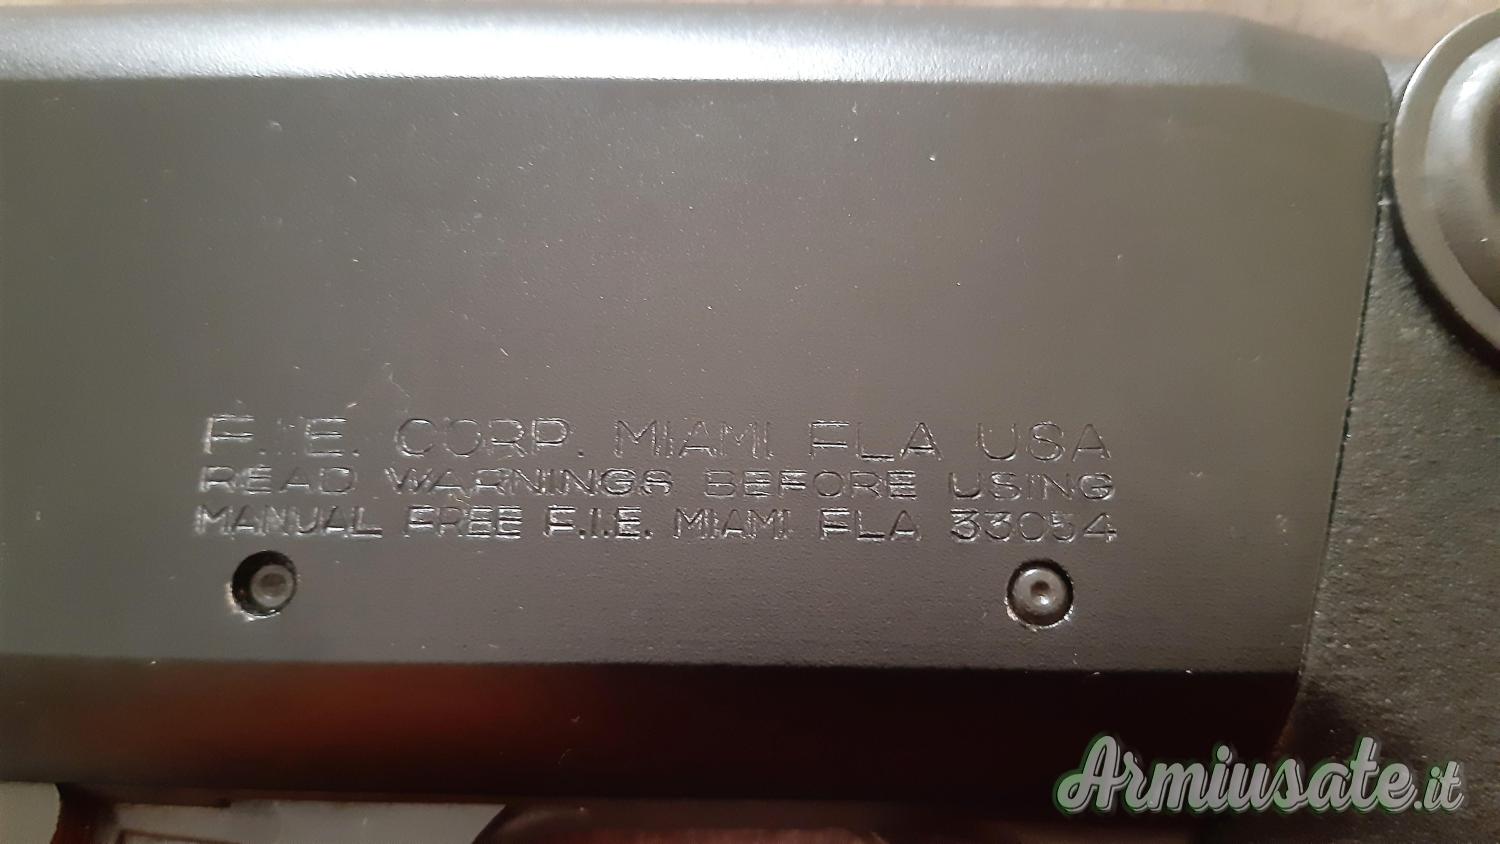 F.I.E. CORP. MIAMI FLA USA
READ WARNINGS BEFORE USING
MANUAL FREE F.I.E. MIAMI FLA 33054
Armiusate.it